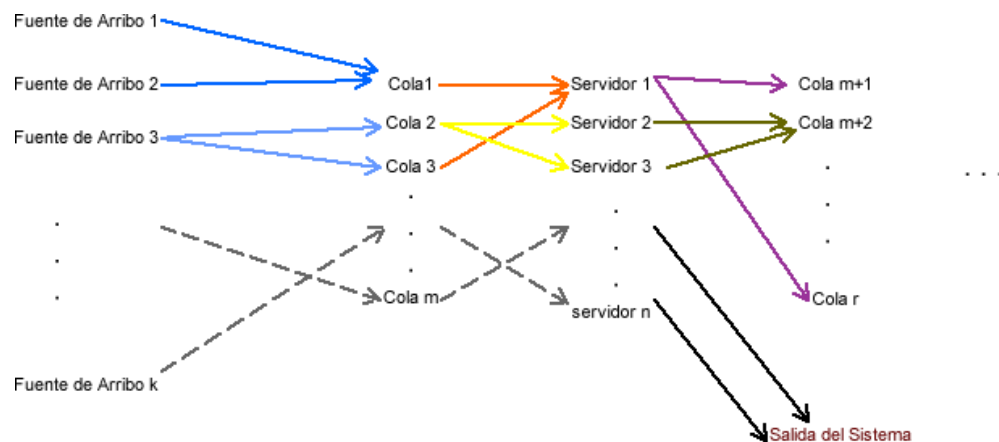 Fuente de Arribo 1
Fuente de Arribo 2
Cola1
Servidor 1
Cola m+1
Fuente de Arribo 3
Cola 2
Servidor 2
Cola m+2
Cola 3
Servidor 3
. . .
Cola m
servidor n
Cola r
Fuente de Arribo k
Salida del Sistema